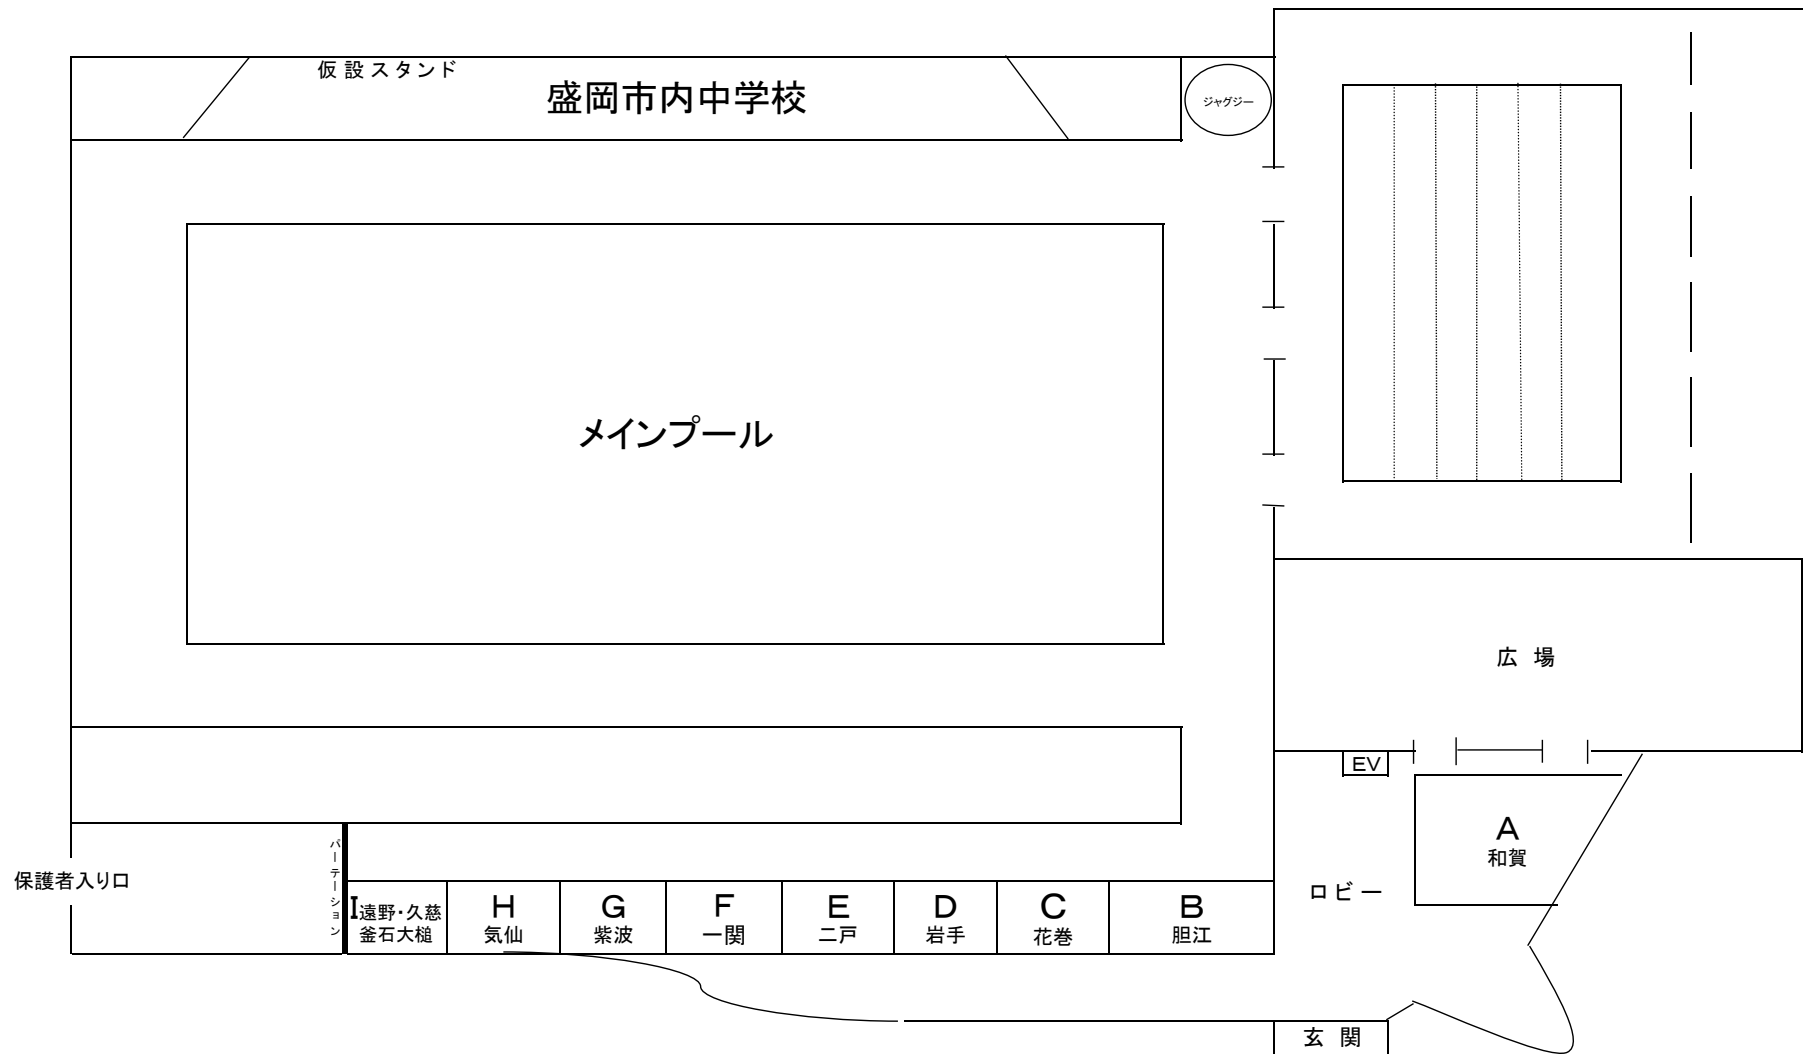 仮設スタンド
盛岡市内中学校
ジャグジー
メインプール
広 場
EV
A
和賀
パーテーション
保護者入り口
ロビー
I 遠野・久慈
釜石大槌
H
気仙
G
紫波
F
一関
E
二戸
D
岩手
C
花巻
B
胆江
玄 関